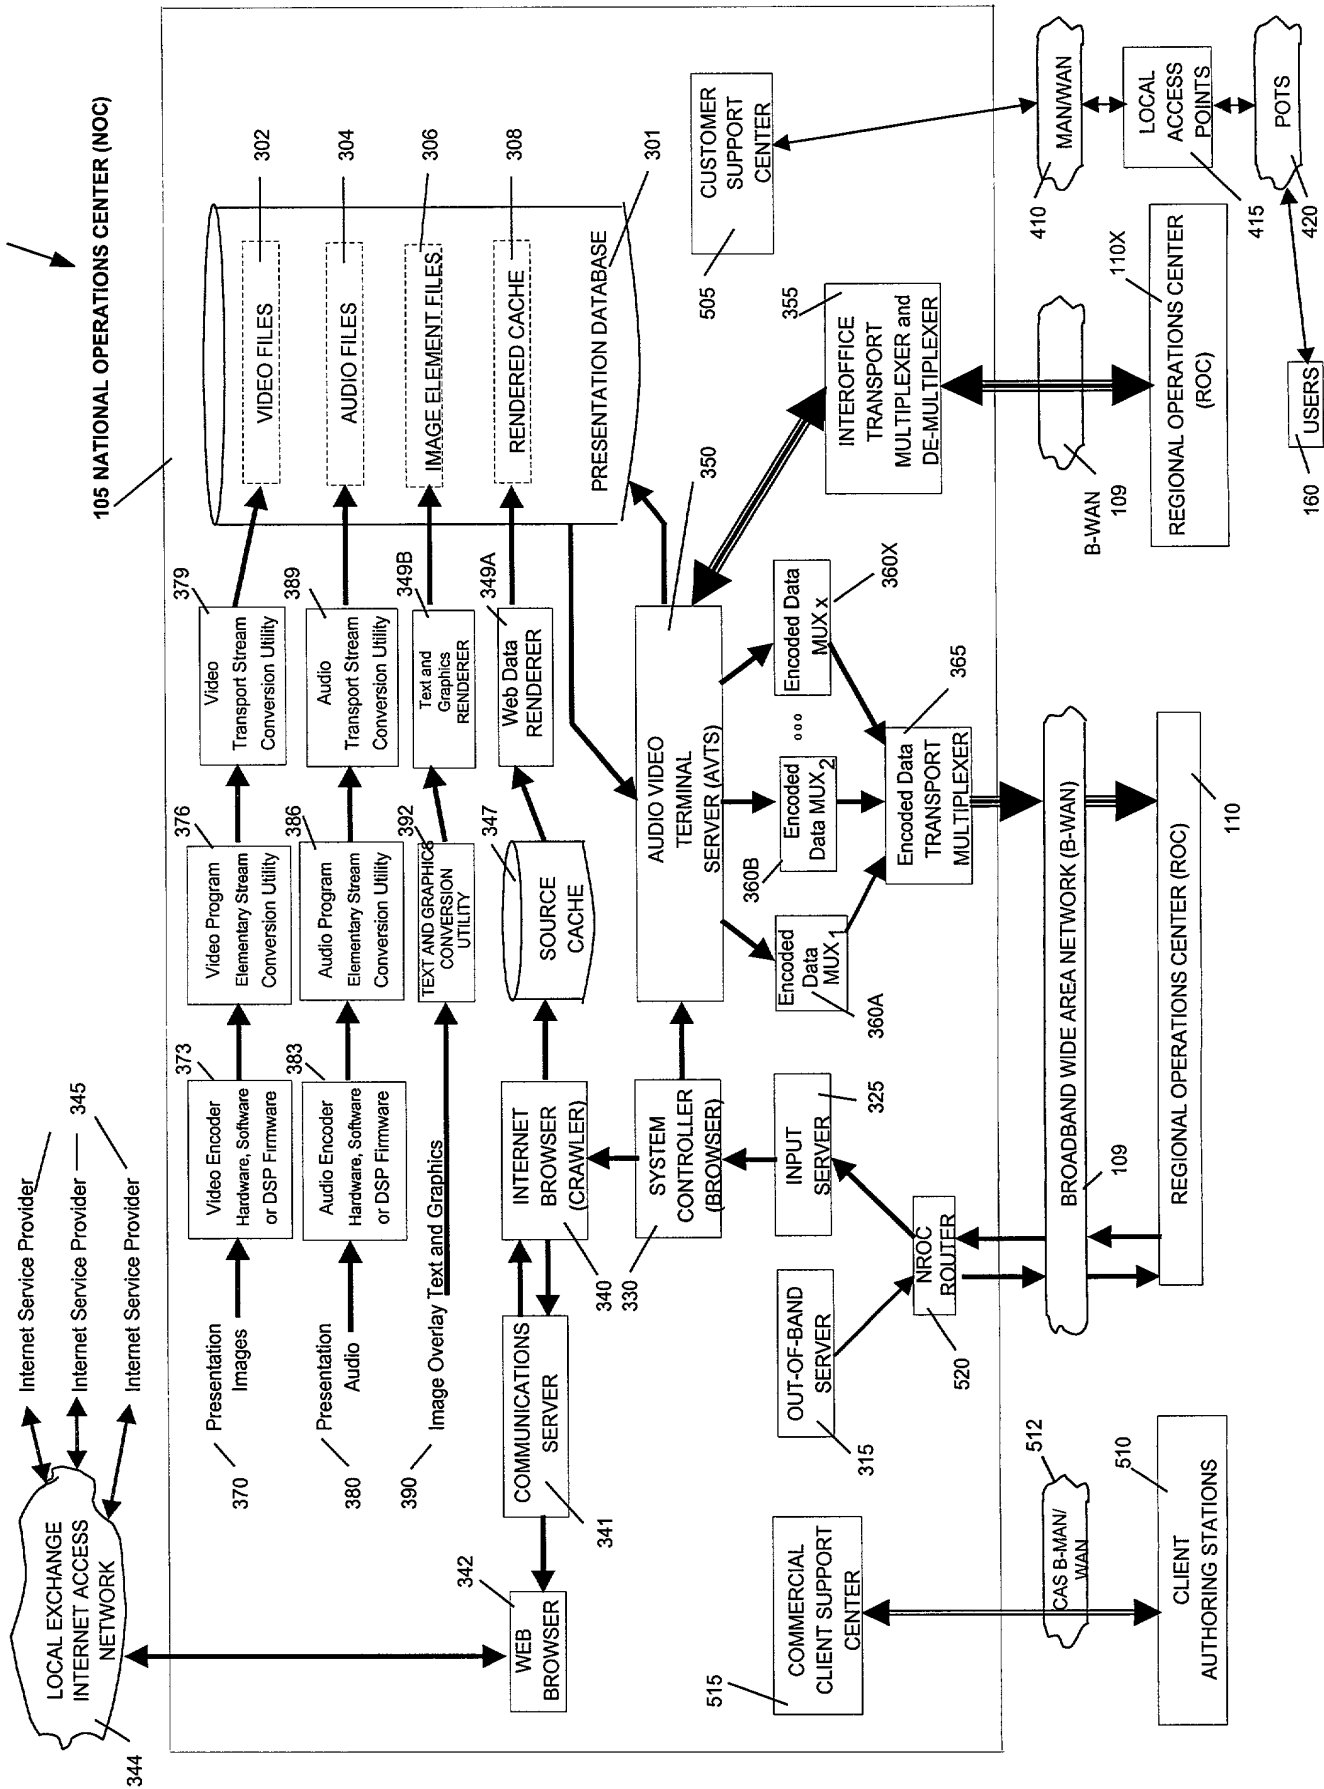 105 NATIONAL OPERATIONS CENTER (NOC)
LOCAL EXCHANGE
INTERNET ACCESS
NETWORK
344
Internet Service Provider
Internet Service Provider
Internet Service Provider
345
Presentation
Images
370
Video Encoder
Hardware, Software
or DSP Firmware
373
Video Program
Elementary Stream
Conversion Utility
376
Video
Transport Stream
Conversion Utility
379
VIDEO FILES
302
Presentation
Audio
380
Audio Encoder
Hardware, Software
or DSP Firmware
383
Audio Program
Elementary Stream
Conversion Utility
386
Audio
Transport Stream
Conversion Utility
389
AUDIO FILES
304
390
Image Overlay Text and Graphics
TEXT AND GRAPHICS
CONVERSION
UTILITY
392
Text and
Graphics
RENDERER
349B
IMAGE ELEMENT FILES
306
WEB
BROWSER
342
COMMUNICATIONS
SERVER
341
INTERNET
BROWSER
(CRAWLER)
340
SOURCE
CACHE
347
Web Data
RENDERER
349A
RENDERED CACHE
308
PRESENTATION DATABASE
301
SYSTEM
CONTROLLER
(BROWSER)
330
AUDIO VIDEO
TERMINAL
SERVER (AVTS)
350
COMMERCIAL
CLIENT SUPPORT
CENTER
515
OUT-OF-BAND
SERVER
315
INPUT
SERVER
325
Encoded
Data
MUX1
360A
Encoded
Data MUX2
360B
ooo
Encoded Data
MUXx
360X
INTEROFFICE
TRANSPORT
MULTIPLEXER and
DE-MULTIPLEXER
355
CUSTOMER
SUPPORT
CENTER
505
NROC
ROUTER
520
Encoded Data
TRANSPORT
MULTIPLEXER
365
CAS B-MAN/
WAN
512
BROADBAND WIDE AREA NETWORK (B-WAN)
109
B-WAN
109
MAN/WAN
410
LOCAL
ACCESS
POINTS
415
POTS
420
CLIENT
AUTHORING STATIONS
510
REGIONAL OPERATIONS CENTER (ROC)
110
REGIONAL OPERATIONS CENTER
(ROC)
110X
USERS
160